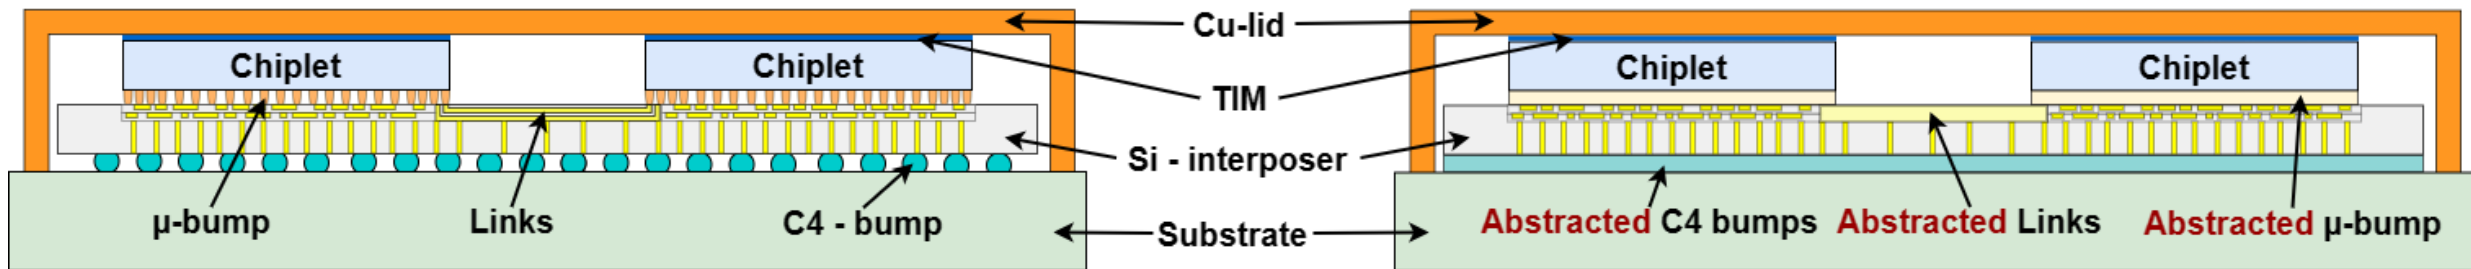 Cu-lid
Chiplet
Chiplet
Chiplet
Chiplet
TIM
Si - interposer
µ-bump
Links
C4 - bump
Substrate
Abstracted C4 bumps
Abstracted Links
Abstracted µ-bump